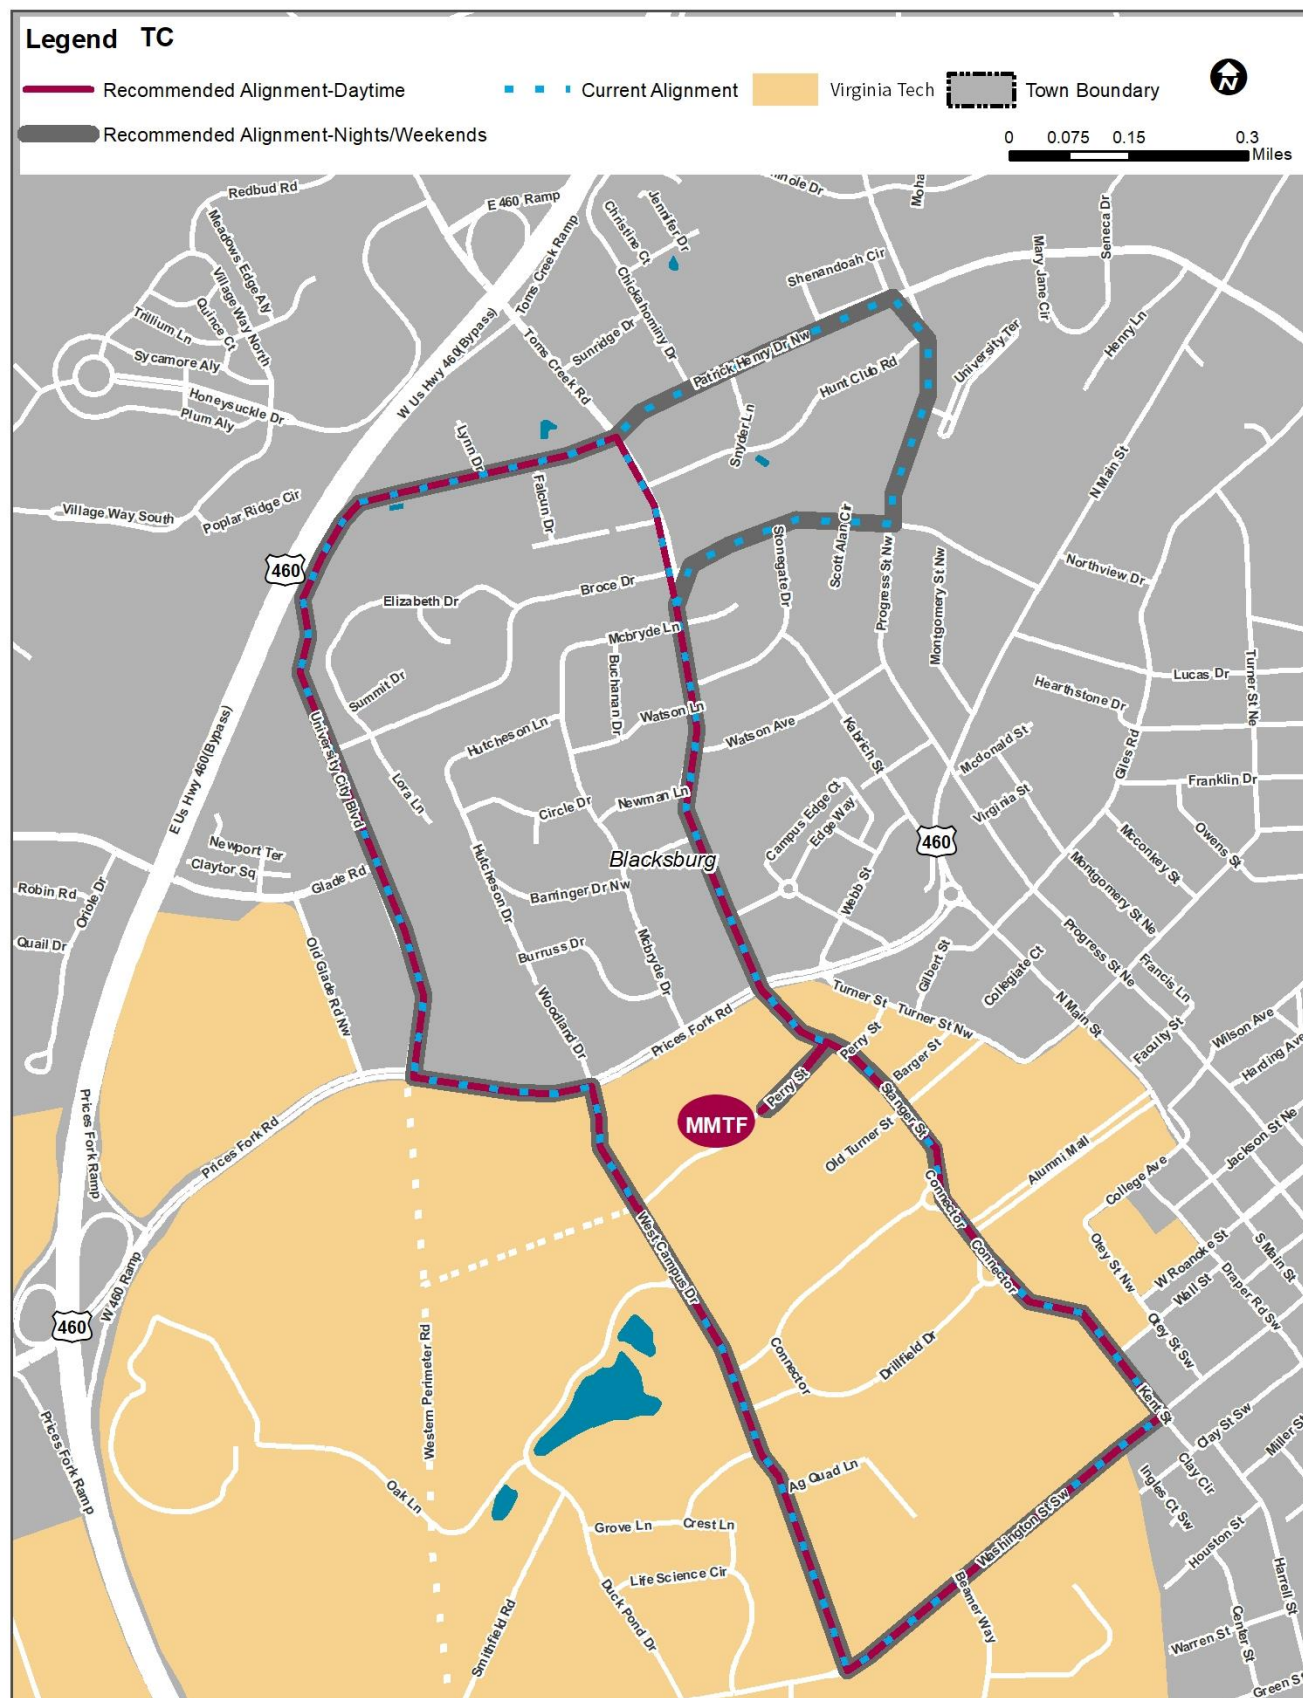 Legend TC
Recommended Alignment-Daytime
Current Alignment
Virginia Tech
Town Boundary
N
Recommended Alignment-Nights/Weekends
0 0.075 0.15 0.3
Miles
Redbud Rd
E 460 Ramp
Jennifer Dr
Christine Ct
Seneca Dr
Mary Jane Cir
Meadows Edge Aly
Toms Creek Ramp
Shenandoah Cir
Village Way North
Quince Ct
Trillium Ln
Chickahominy Dr
Henry Ln
Sunridge Dr
Toms Creek Rd
Sycamore Aly
W Us Hwy 460(Bypass)
Patrick Henry Dr Nw
University Ter
Honeysuckle Dr
Hunt Club Rd
Plum Aly
Snyder Ln
Lynn Dr
N Main St
Falcun Dr
Poplar Ridge Cir
Village Way South
Scott Alan Cir
Stonegate Dr
Progress St Nw
Montgomery St Nw
460
Northview Dr
Broce Dr
Elizabeth Dr
Mcbryde Ln
Turner St Ne
Buchanan Dr
Lucas Dr
Summit Dr
Hearthstone Dr
Watson Ln
Watson Ave
Hutcheson Ln
University City Blvd
Kabrich St
Mcdonald St
Giles Rd
E Us Hwy 460(Bypass)
Lora Ln
Franklin Dr
Circle Dr
Newman Ln
Campus Edge Ct
Edge Way
Virginia St
Owens St
460
Mcconkey St
Newport Ter
Claytor Sq
Blacksburg
Glade Rd
Robin Rd
Oriole Dr
Hutcheson Dr
Barringer Dr Nw
Webb St
Montgomery St Ne
Quail Dr
Old Glade Rd Nw
Burruss Dr
Mcbryde Dr
Gilbert St
Collegiate Ct
Progress St Ne
Francis Ln
Woodland Dr
Turner St
Turner St Nw
N Main St
Prices Fork Rd
Perry St
Barger St
Faculty St
Wilson Ave
Harding Ave
Perry St
MMTF
Stanger St
Old Turner St
Prices Fork Ramp
Prices Fork Rd
Alumni Mall
Jackson St Ne
College Ave
Connector
West Campus Dr
Connector
Otey St Nw
W Roanoke St
S Main St
W 460 Ramp
Wall St
Draper Rd Sw
460
Otey St Sw
Western Perimeter Rd
Connector
Drillfield Dr
Kent St
Clay St Sw
Miller St
Prices Fork Ramp
Clay Cir
Ag Quad Ln
Ingles Ct Sw
Oak Ln
Washington St Sw
Grove Ln
Crest Ln
Houston St
Life Science Cir
Beamer Way
Harrell St
Duck Pond Dr
Smithfield Rd
Center St
Warren St
Green St